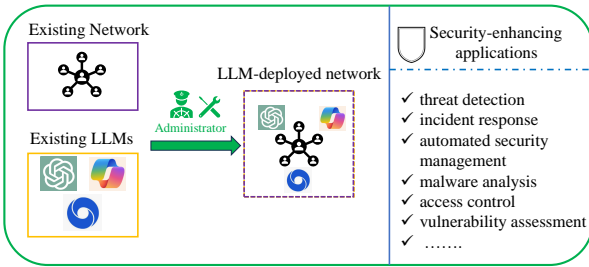 Existing Network
Existing LLMs
Administrator
LLM-deployed network
Security-enhancing
applications
✓ threat detection
✓ incident response
✓ automated security
management
✓ malware analysis
✓ access control
✓ vulnerability assessment
✓ …….